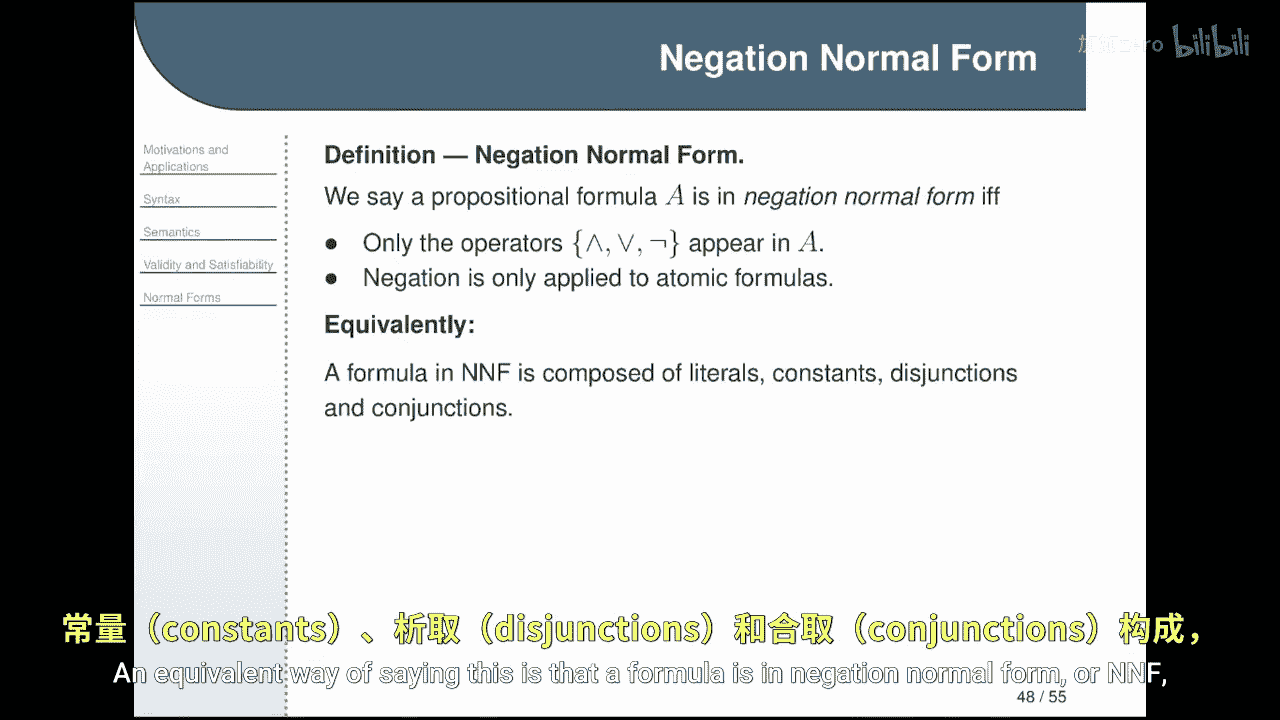 Negation Normal Form
bilibili
Motivations and
Applications
Syntax
Semantics
Validity and Satisfiability
Normal Forms
Definition — Negation Normal Form.
We say a propositional formula A is in negation normal form iff
● Only the operators {∧, ∨, ¬} appear in A.
● Negation is only applied to atomic formulas.
Equivalently:
A formula in NNF is composed of literals, constants, disjunctions
and conjunctions.
常量（constants）、析取（disjunctions）和合取（conjunctions）构成，
An equivalent way of saying this is that a formula is in negation normal form, or NNF,
48 / 55